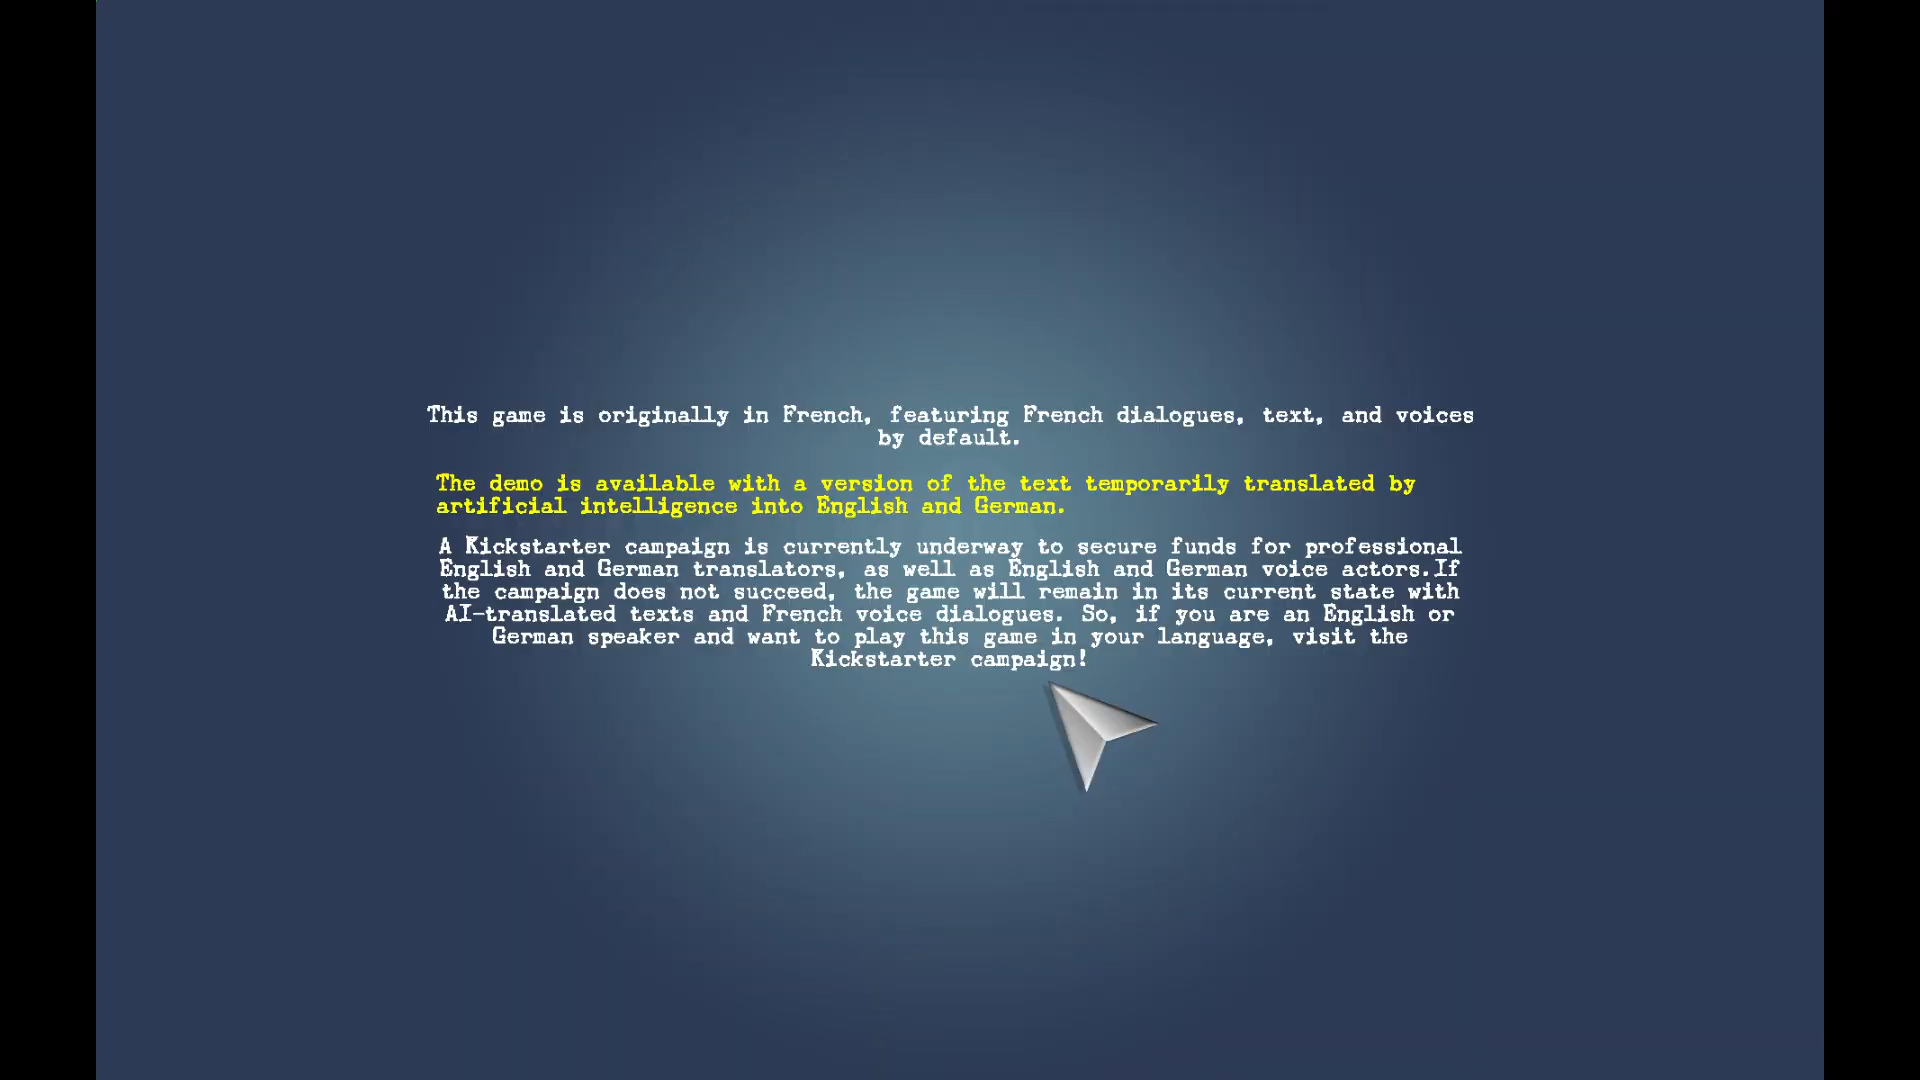 This game is originally in French, featuring French dialogues, text, and voices
by default.
The demo is available with a version of the text temporarily translated by
artificial intelligence into English and German.
A Kickstarter campaign is currently underway to secure funds for professional
English and German translators, as well as English and German voice actors.If
the campaign does not succeed, the game will remain in its current state with
AI-translated texts and French voice dialogues. So, if you are an English or
German speaker and want to play this game in your language, visit the
Kickstarter campaign!